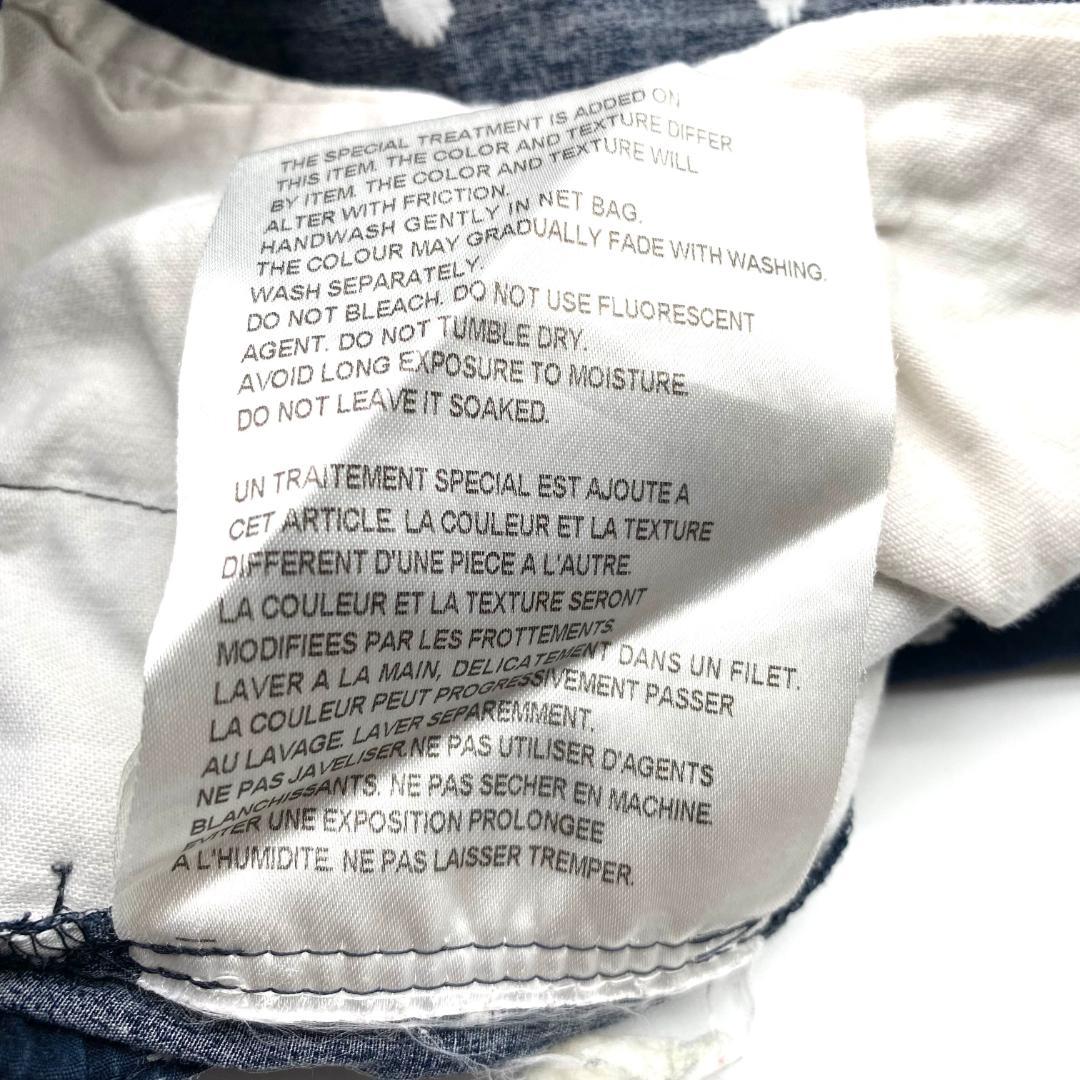 THE SPECIAL TREATMENT IS ADDED ON
THIS ITEM. THE COLOR AND TEXTURE DIFFER
BY ITEM. THE COLOR AND TEXTURE WILL
ALTER WITH FRICTION.
HANDWASH GENTLY IN NET BAG.
THE COLOUR MAY GRADUALLY FADE WITH WASHING.
WASH SEPARATELY.
DO NOT BLEACH. DO NOT USE FLUORESCENT
AGENT. DO NOT TUMBLE DRY.
AVOID LONG EXPOSURE TO MOISTURE.
DO NOT LEAVE IT SOAKED.
UN TRAITEMENT SPECIAL EST AJOUTE A
CET ARTICLE. LA COULEUR ET LA TEXTURE
DIFFERENT D'UNE PIECE A L'AUTRE.
LA COULEUR ET LA TEXTURE SERONT
MODIFIEES PAR LES FROTTEMENTS.
LAVER A LA MAIN, DELICATEMENT DANS UN FILET.
LA COULEUR PEUT PROGRESSIVEMENT PASSER
AU LAVAGE. LAVER SEPAREMMENT.
NE PAS JAVELISER.NE PAS UTILISER D'AGENTS
BLANCHISSANTS. NE PAS SECHER EN MACHINE.
EVITER UNE EXPOSITION PROLONGEE
A L'HUMIDITE. NE PAS LAISSER TREMPER.